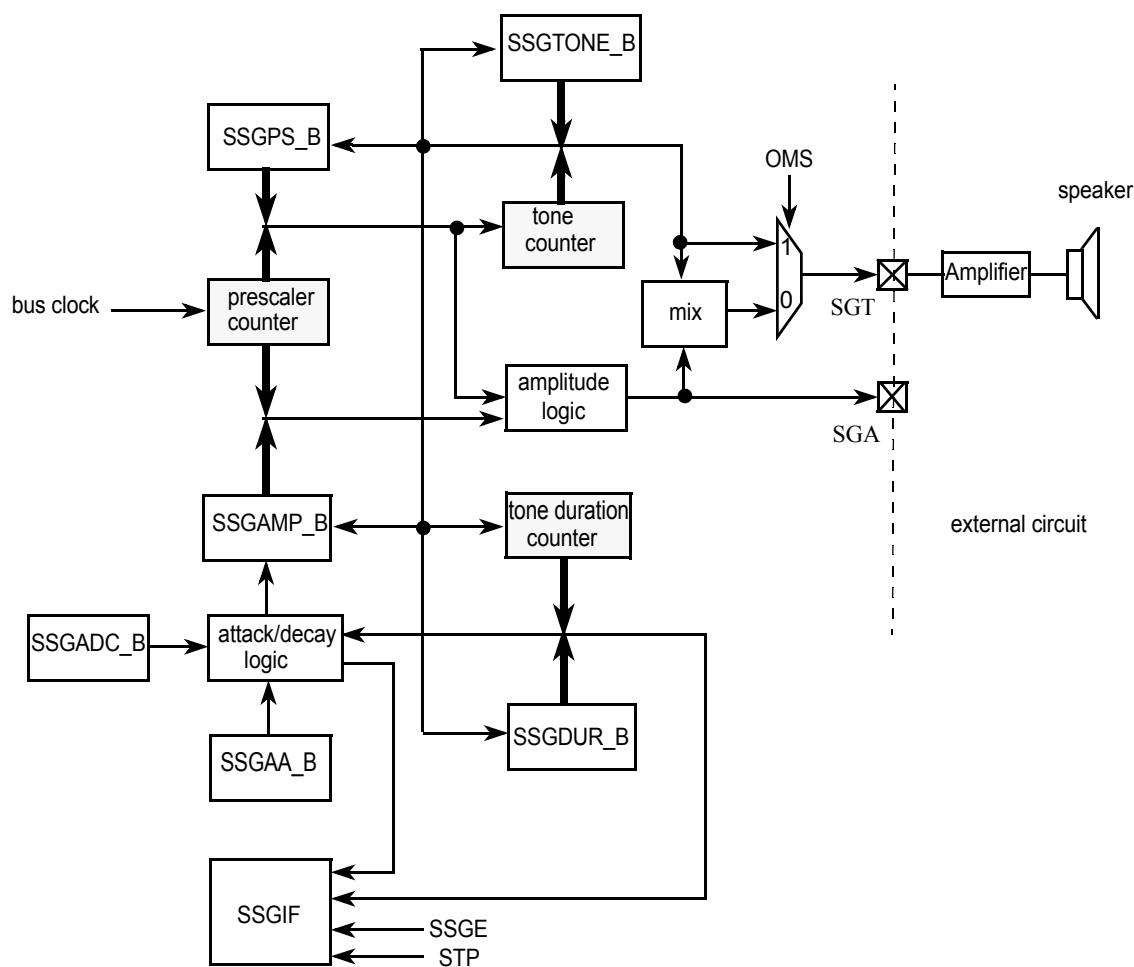 SSGTONE_B
SSGPS_B
OMS
speaker
tone
counter
1
Amplifier
bus clock
prescaler
counter
mix
0
SGT
amplitude
logic
SGA
SSGAMP_B
tone duration
counter
external circuit
SSGADC_B
attack/decay
logic
SSGDUR_B
SSGAA_B
SSGIF
SSGE
STP